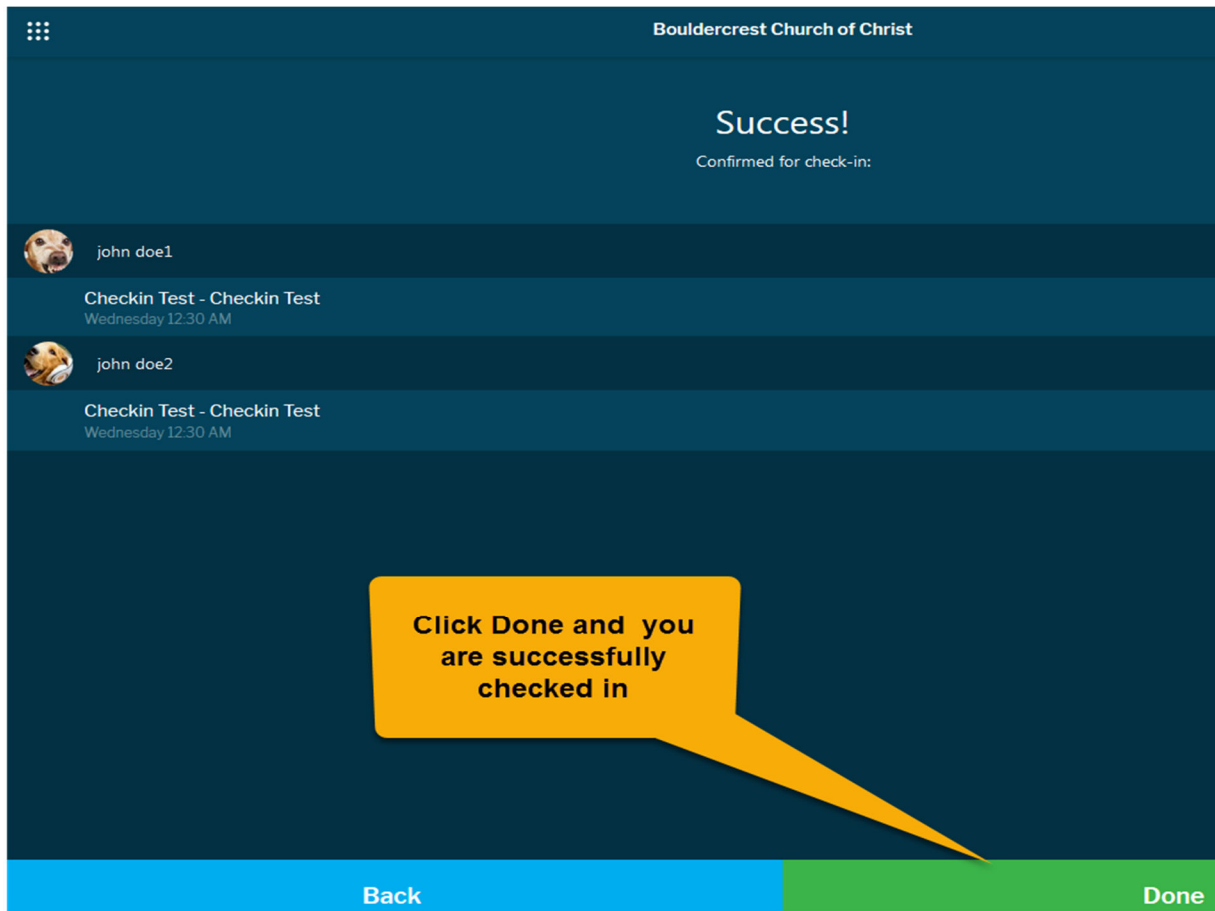 Bouldercrest Church of Christ
Success!
Confirmed for check-in:
john doe1
Checkin Test - Checkin Test
Wednesday 12:30 AM
john doe2
Checkin Test - Checkin Test
Wednesday 12:30 AM
Click Done and you
are successfully
checked in
Back
Done